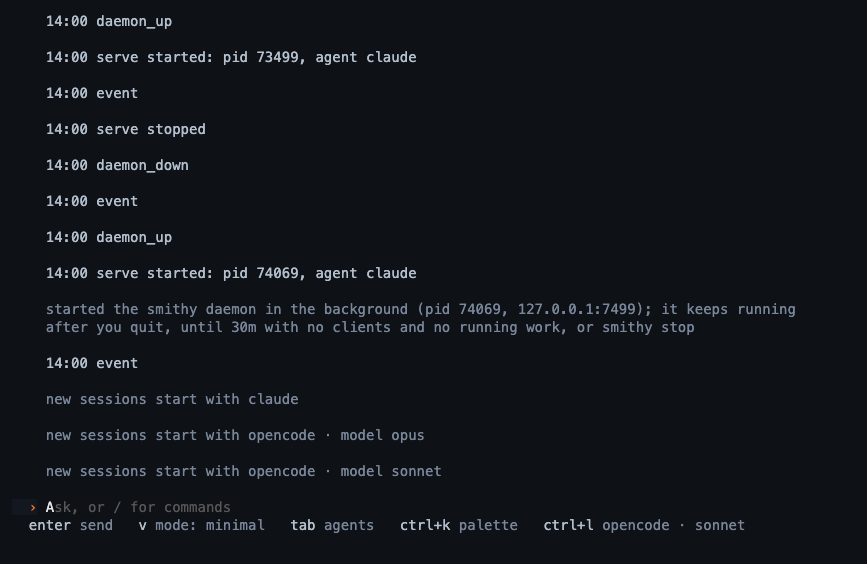 14:00 daemon_up
14:00 serve started: pid 73499, agent claude
14:00 event
14:00 serve stopped
14:00 daemon_down
14:00 event
14:00 daemon_up
14:00 serve started: pid 74069, agent claude
started the smithy daemon in the background (pid 74069, 127.0.0.1:7499); it keeps running
after you quit, until 30m with no clients and no running work, or smithy stop
14:00 event
new sessions start with claude
new sessions start with opencode · model opus
new sessions start with opencode · model sonnet
› Ask, or / for commands
enter send v mode: minimal tab agents ctrl+k palette ctrl+l opencode · sonnet